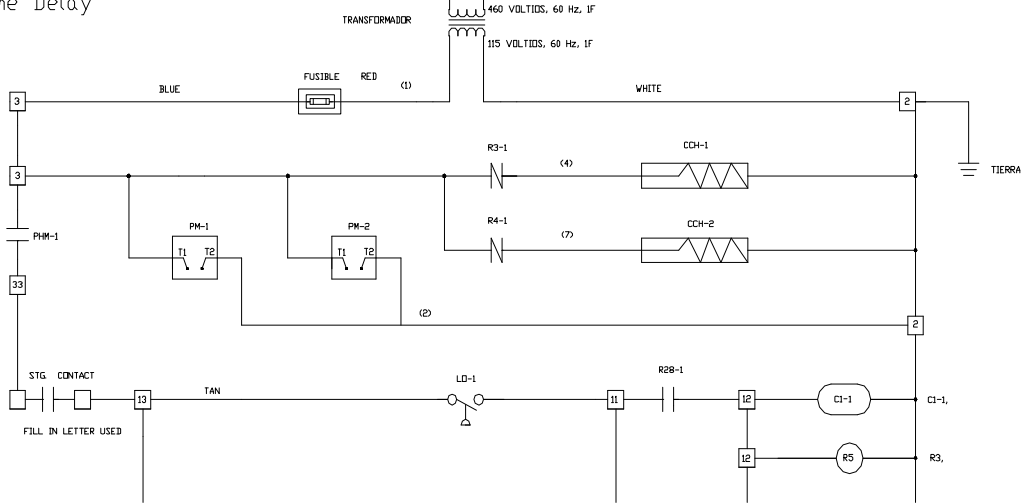 me Delay
460 VOLTIOS, 60 Hz, 1F
TRANSFORMADOR
115 VOLTIOS, 60 Hz, 1F
FUSIBLE RED (1)
BLUE WHITE
3 2
R3-1 (4) CCH-1
TIERRA
3
R4-1 (7) CCH-2
PM-1 PM-2
PHM-1
T1 T2 T1 T2
33
(2)
2
STG. CONTACT
R28-1
LO-1
TAN
13 11 12 C1-1 C1-1,
FILL IN LETTER USED
12 R5 R3,